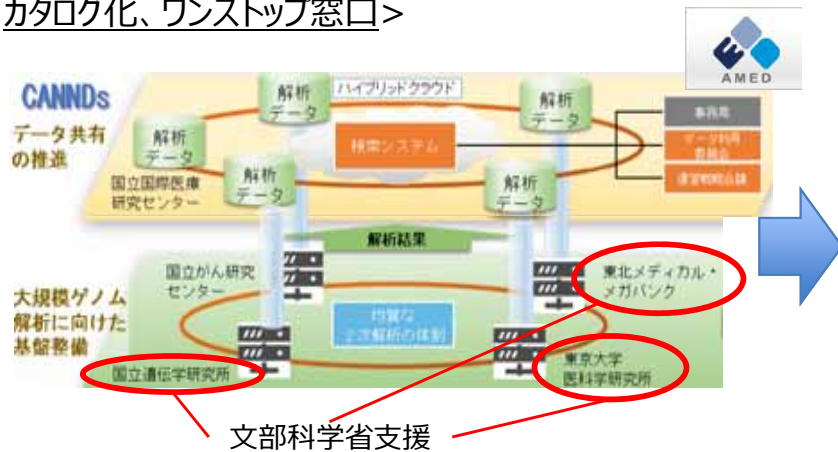 カタログ化、ワンストップ窓口>
AMED
CANNDs
データ共有
の推進
解析
データ
ハイブリッドクラウド
解析
データ
解析
データ
検索システム
事務局
データ利用
委員会
運営戦略会議
国立国際医療
研究センター
解析
データ
解析
データ
解析結果
大規模ゲノム
解析に向けた
基盤整備
国立がん研究
センター
東北メディカル・
メガバンク
均質な
2次解析の体制
国立遺伝学研究所
東京大学
医科学研究所
文部科学省支援